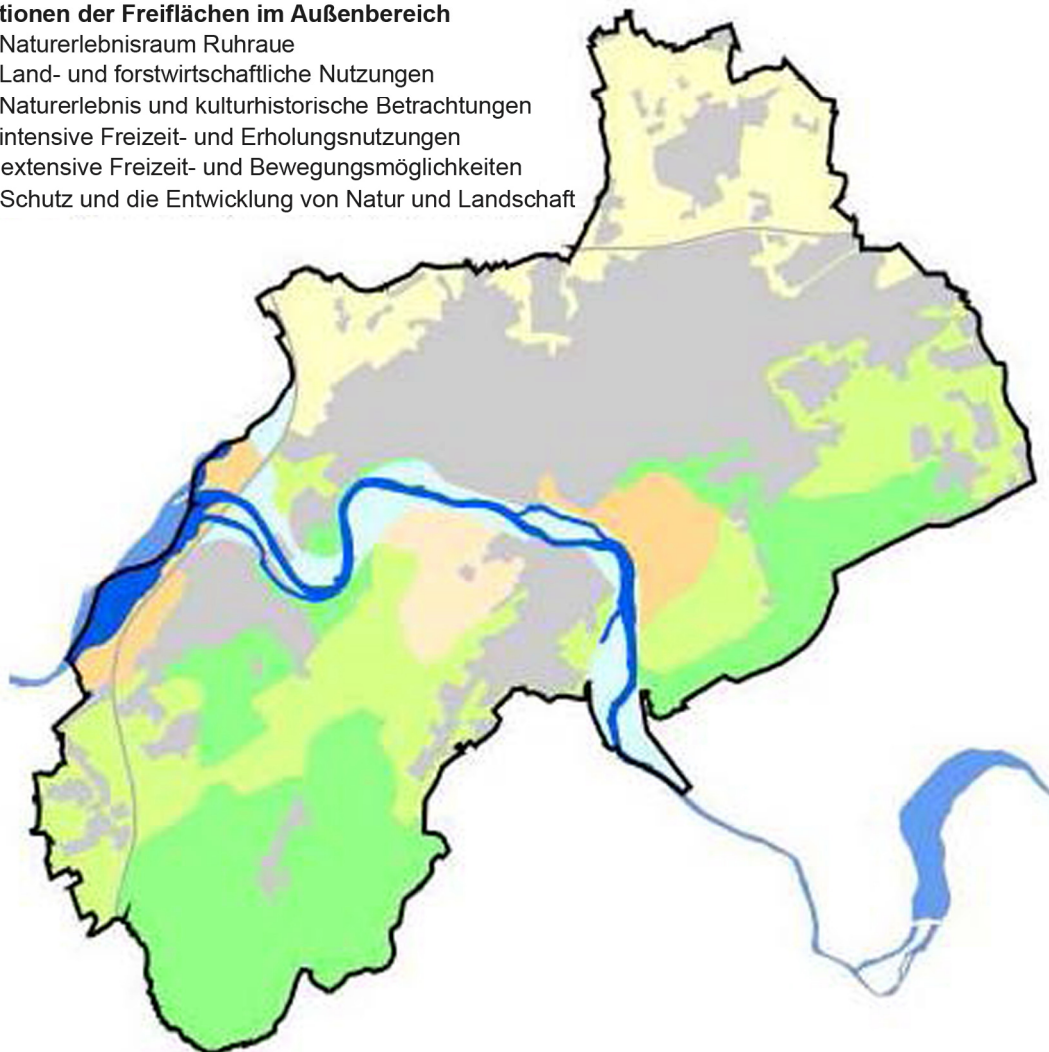 tionen der Freiflächen im Außenbereich
Naturerlebnisraum Ruhraue
Land- und forstwirtschaftliche Nutzungen
Naturerlebnis und kulturhistorische Betrachtungen
intensive Freizeit- und Erholungsnutzungen
extensive Freizeit- und Bewegungsmöglichkeiten
Schutz und die Entwicklung von Natur und Landschaft